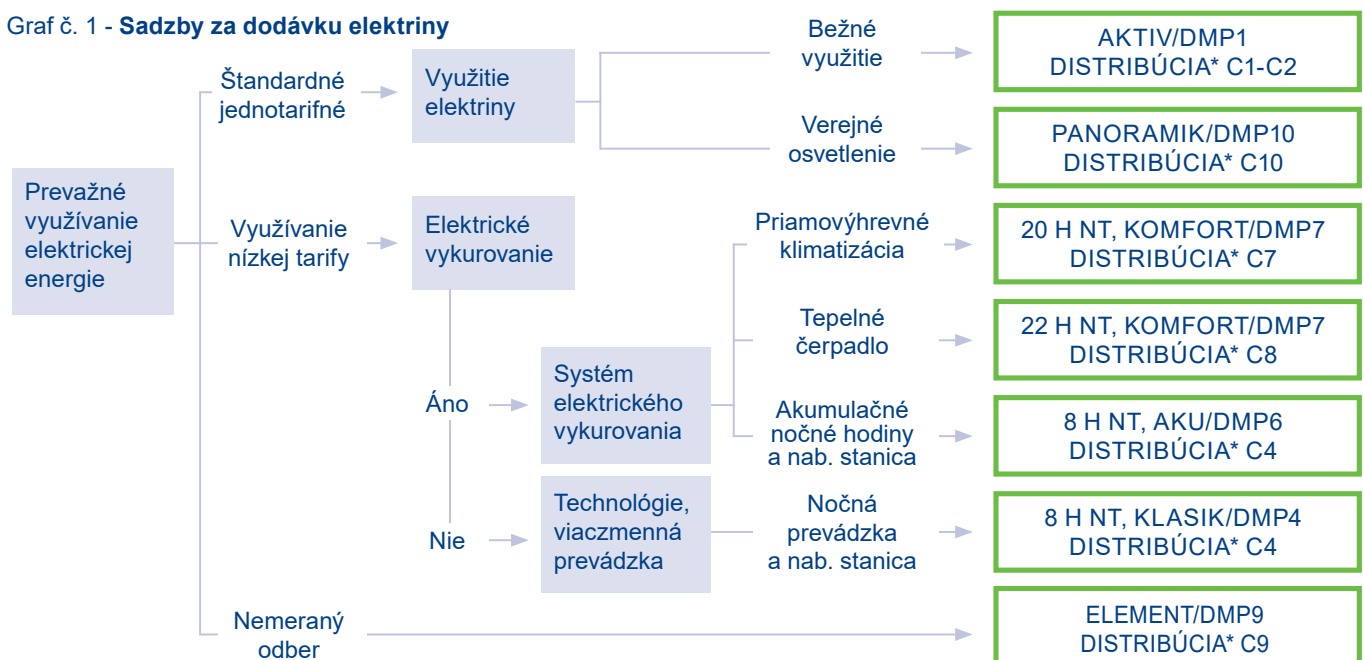 Graf č. 1 - Sadzby za dodávku elektriny
Prevažné
využívanie
elektrickej
energie
Štandardné
jednotarifné
Využitie
elektriny
Bežné
využitie
AKTIV/DMP1
DISTRIBÚCIA* C1-C2
Verejné
osvetlenie
PANORAMIK/DMP10
DISTRIBÚCIA* C10
Využívanie
nízkej tarify
Elektrické
vykurovanie
Áno
Systém
elektrického
vykurovania
Priamovýhrevné
klimatizácia
20 H NT, KOMFORT/DMP7
DISTRIBÚCIA* C7
Tepelné
čerpadlo
22 H NT, KOMFORT/DMP7
DISTRIBÚCIA* C8
Akumulačné
nočné hodiny
a nab. stanica
8 H NT, AKU/DMP6
DISTRIBÚCIA* C4
Nie
Technológie,
viaczmenná
prevádzka
Nočná
prevádzka
a nab. stanica
8 H NT, KLASIK/DMP4
DISTRIBÚCIA* C4
Nemeraný
odber
ELEMENT/DMP9
DISTRIBÚCIA* C9